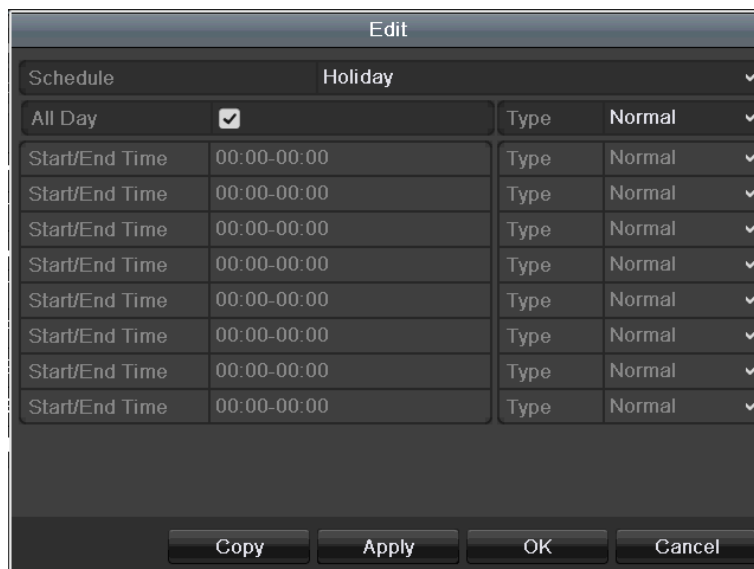 Edit
Schedule Holiday
All Day Type Normal
Start/End Time 00:00-00:00 Type Normal
Start/End Time 00:00-00:00 Type Normal
Start/End Time 00:00-00:00 Type Normal
Start/End Time 00:00-00:00 Type Normal
Start/End Time 00:00-00:00 Type Normal
Start/End Time 00:00-00:00 Type Normal
Start/End Time 00:00-00:00 Type Normal
Start/End Time 00:00-00:00 Type Normal
Copy Apply OK Cancel